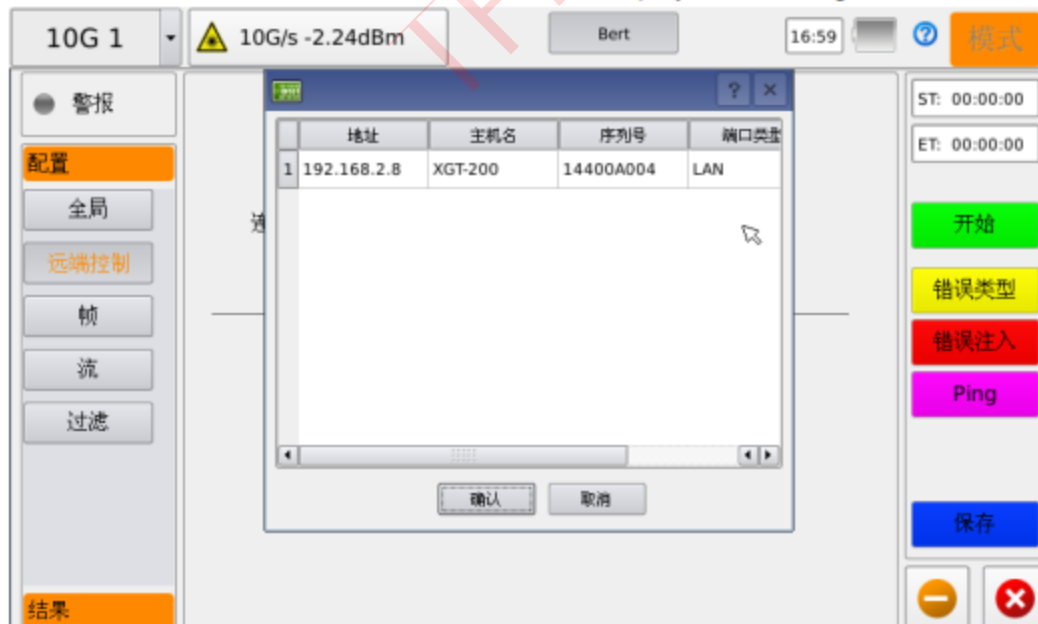 10G 1
10G/s -2.24dBm
Bert
16:59
模式
警报
配置
全局
远端控制
帧
流
过滤
结果
地址 主机名 序列号 端口类型
1 192.168.2.8 XGT-200 14400A004 LAN
确认 取消
ST: 00:00:00
ET: 00:00:00
开始
错误类型
错误注入
Ping
保存